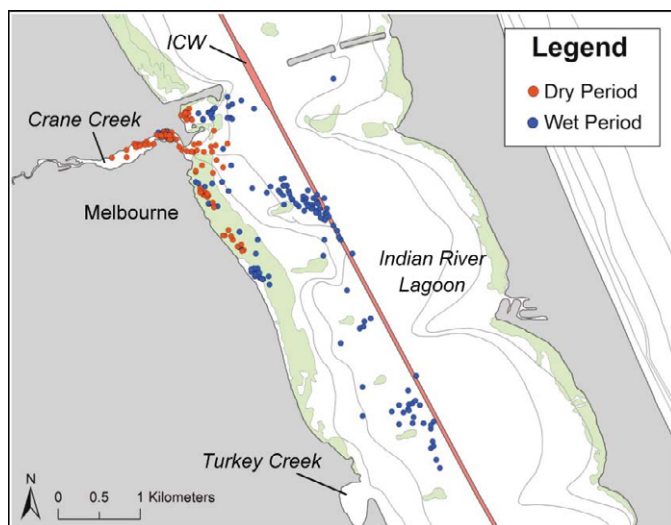 ICW
Legend
Dry Period
Wet Period
Crane Creek
Melbourne
Indian River
Lagoon
Turkey Creek
N
0 0.5 1 Kilometers